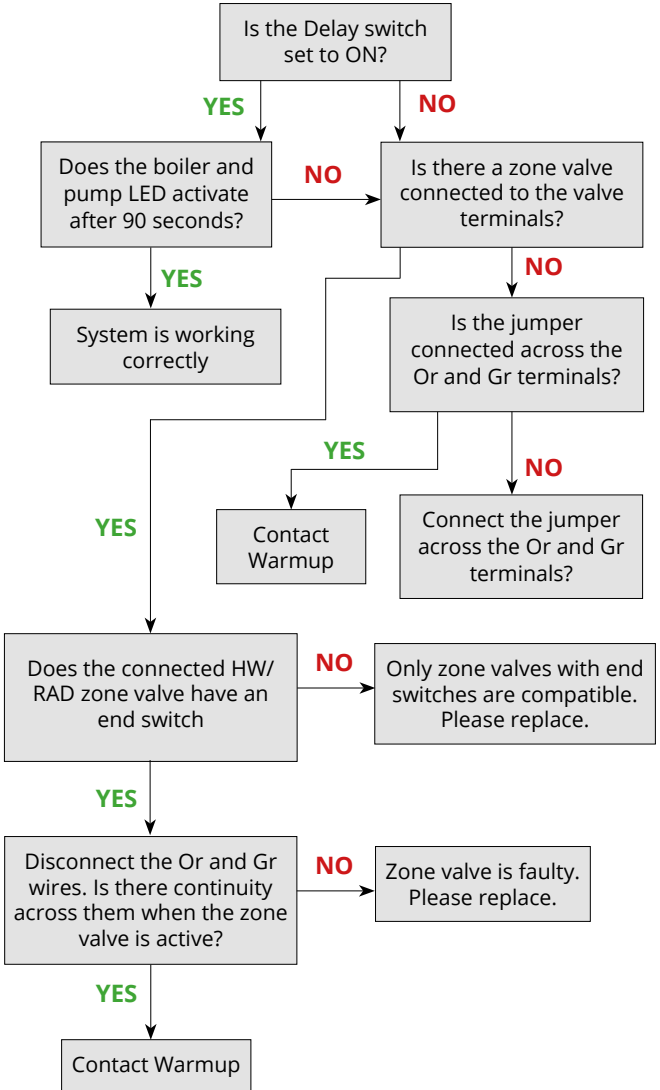 Is the Delay switch
set to ON?
YES
NO
Does the boiler and
pump LED activate
after 90 seconds?
NO
Is there a zone valve
connected to the valve
terminals?
YES
NO
System is working
correctly
Is the jumper
connected across the
Or and Gr terminals?
YES
NO
YES
Contact
Warmup
Connect the jumper
across the Or and Gr
terminals?
Does the connected HW/
RAD zone valve have an
end switch
NO
Only zone valves with end
switches are compatible.
Please replace.
YES
Disconnect the Or and Gr
wires. Is there continuity
across them when the zone
valve is active?
NO
Zone valve is faulty.
Please replace.
YES
Contact Warmup